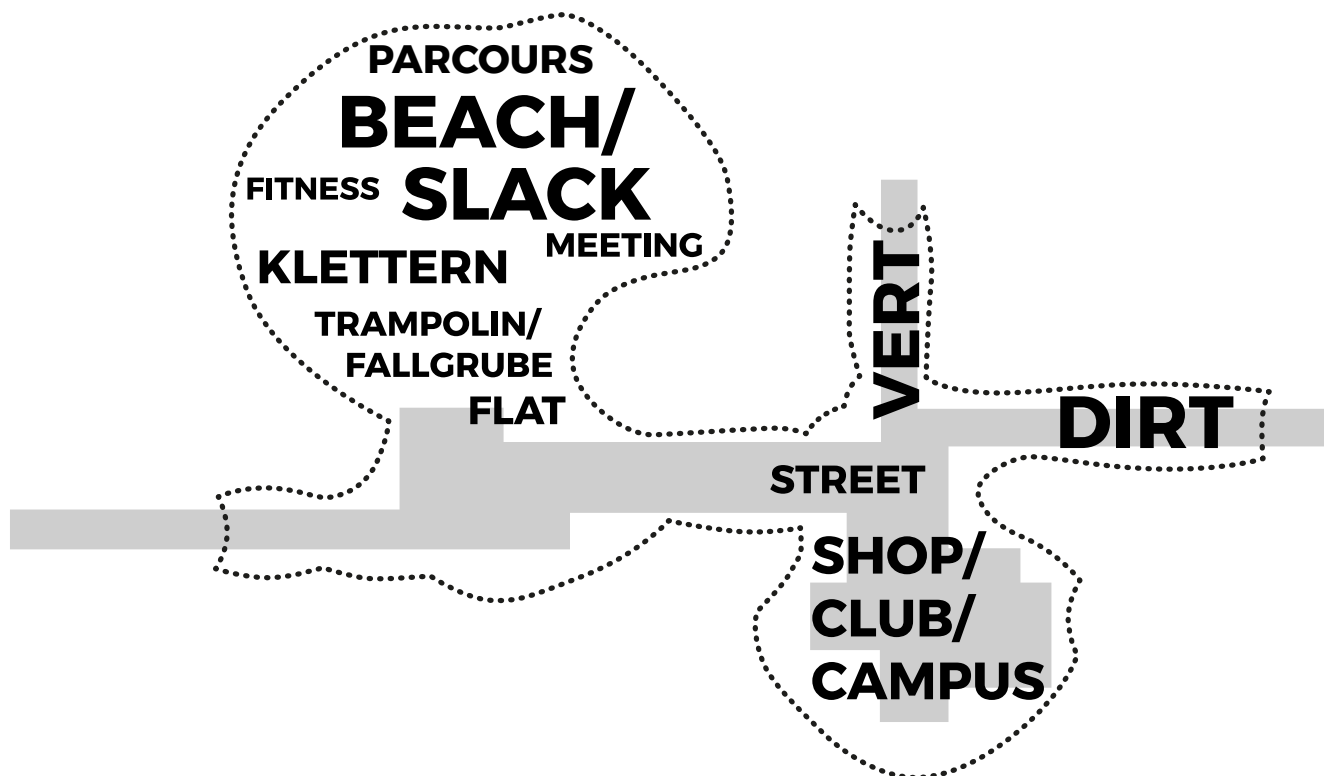 PARCOURS
BEACH/
SLACK
FITNESS
MEETING
KLETTERN
TRAMPOLIN/
FALLGRUBE
FLAT
VERT
DIRT
STREET
SHOP/
CLUB/
CAMPUS